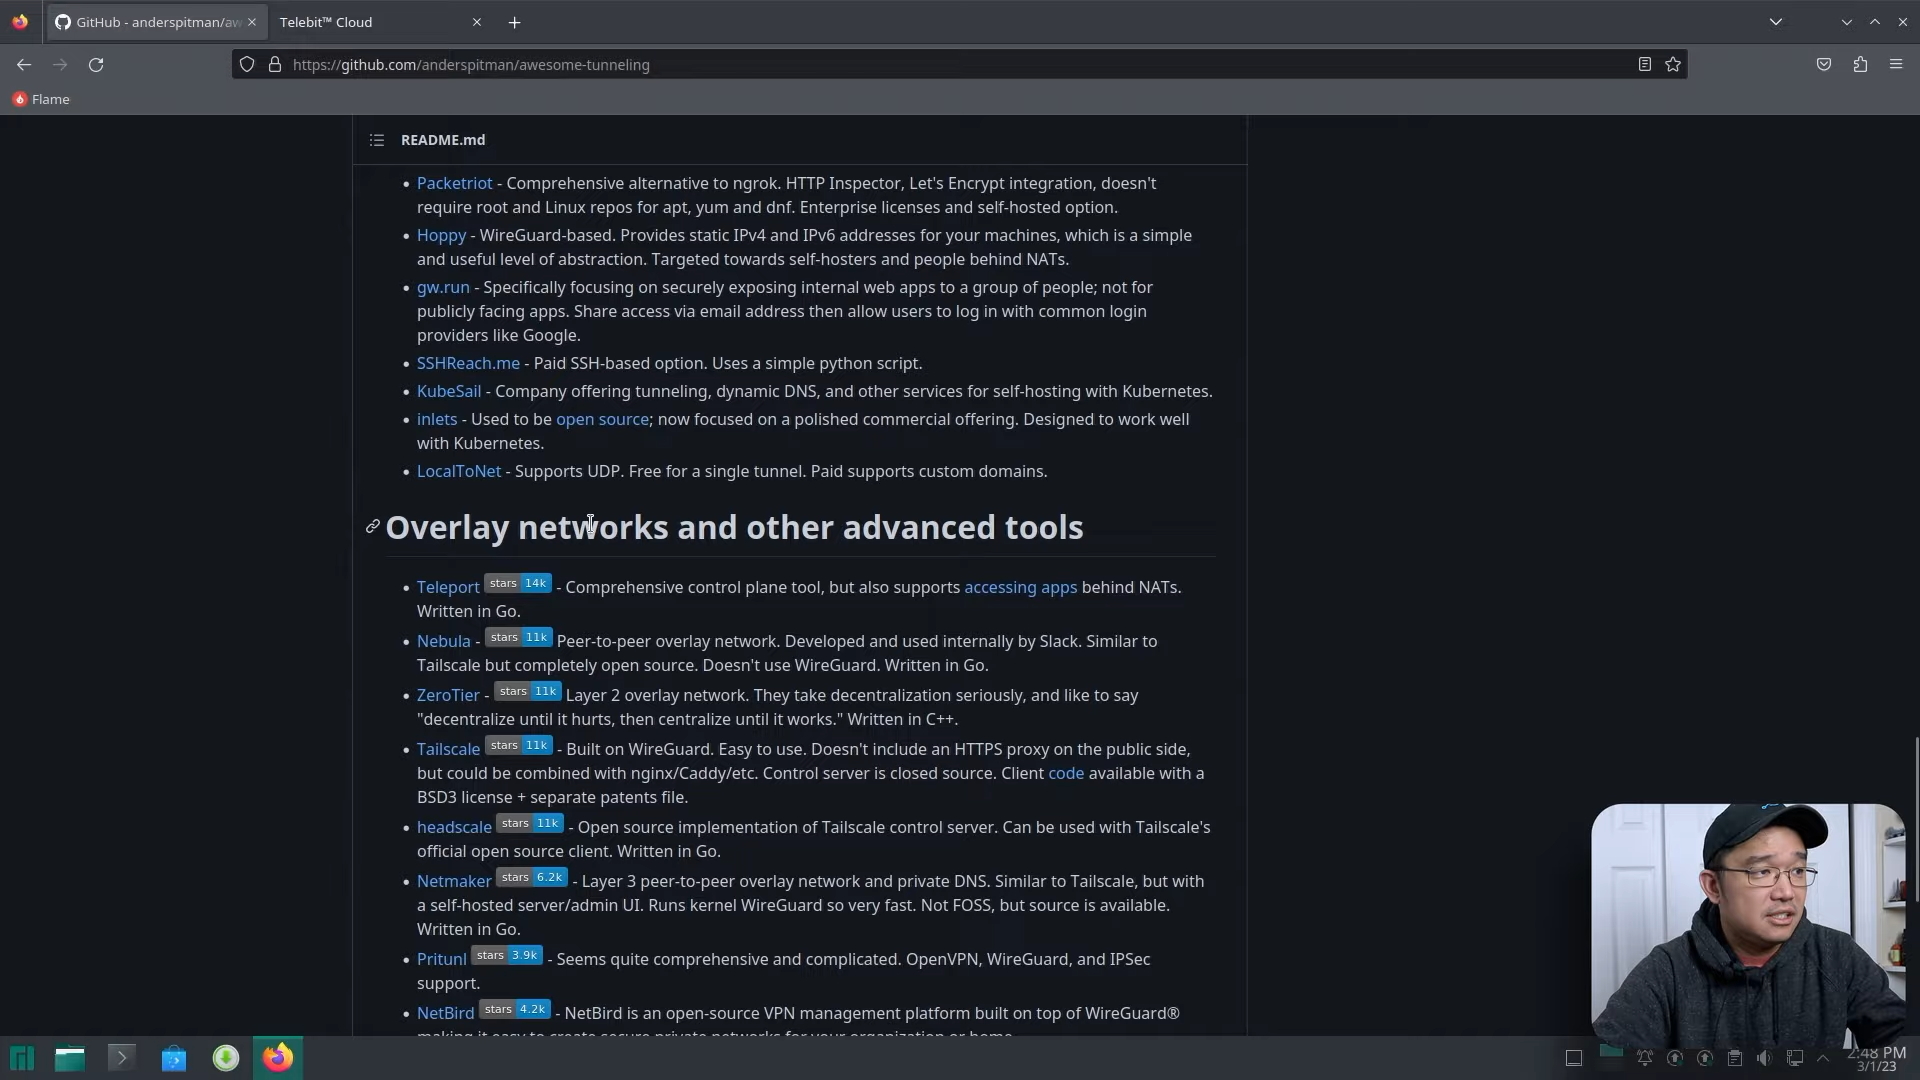 GitHub - anderspitman/aw
Telebit™ Cloud
https://github.com/anderspitman/awesome-tunneling
Flame
README.md
Packetriot - Comprehensive alternative to ngrok. HTTP Inspector, Let's Encrypt integration, doesn't
require root and Linux repos for apt, yum and dnf. Enterprise licenses and self-hosted option.
Hoppy - WireGuard-based. Provides static IPv4 and IPv6 addresses for your machines, which is a simple
and useful level of abstraction. Targeted towards self-hosters and people behind NATs.
gw.run - Specifically focusing on securely exposing internal web apps to a group of people; not for
publicly facing apps. Share access via email address then allow users to log in with common login
providers like Google.
SSHReach.me - Paid SSH-based option. Uses a simple python script.
KubeSail - Company offering tunneling, dynamic DNS, and other services for self-hosting with Kubernetes.
inlets - Used to be open source; now focused on a polished commercial offering. Designed to work well
with Kubernetes.
LocalToNet - Supports UDP. Free for a single tunnel. Paid supports custom domains.
Overlay networks and other advanced tools
Teleport stars 14k - Comprehensive control plane tool, but also supports accessing apps behind NATs.
Written in Go.
Nebula - stars 11k Peer-to-peer overlay network. Developed and used internally by Slack. Similar to
Tailscale but completely open source. Doesn't use WireGuard. Written in Go.
ZeroTier - stars 11k Layer 2 overlay network. They take decentralization seriously, and like to say
"decentralize until it hurts, then centralize until it works." Written in C++.
Tailscale stars 11k - Built on WireGuard. Easy to use. Doesn't include an HTTPS proxy on the public side,
but could be combined with nginx/Caddy/etc. Control server is closed source. Client code available with a
BSD3 license + separate patents file.
headscale stars 11k - Open source implementation of Tailscale control server. Can be used with Tailscale's
official open source client. Written in Go.
Netmaker stars 6.2k - Layer 3 peer-to-peer overlay network and private DNS. Similar to Tailscale, but with
a self-hosted server/admin UI. Runs kernel WireGuard so very fast. Not FOSS, but source is available.
Written in Go.
Pritunl stars 3.9k - Seems quite comprehensive and complicated. OpenVPN, WireGuard, and IPSec
support.
NetBird stars 4.2k - NetBird is an open-source VPN management platform built on top of WireGuard®
making it easy to create secure private networks for your organization or home.
2:48 PM
3/1/23